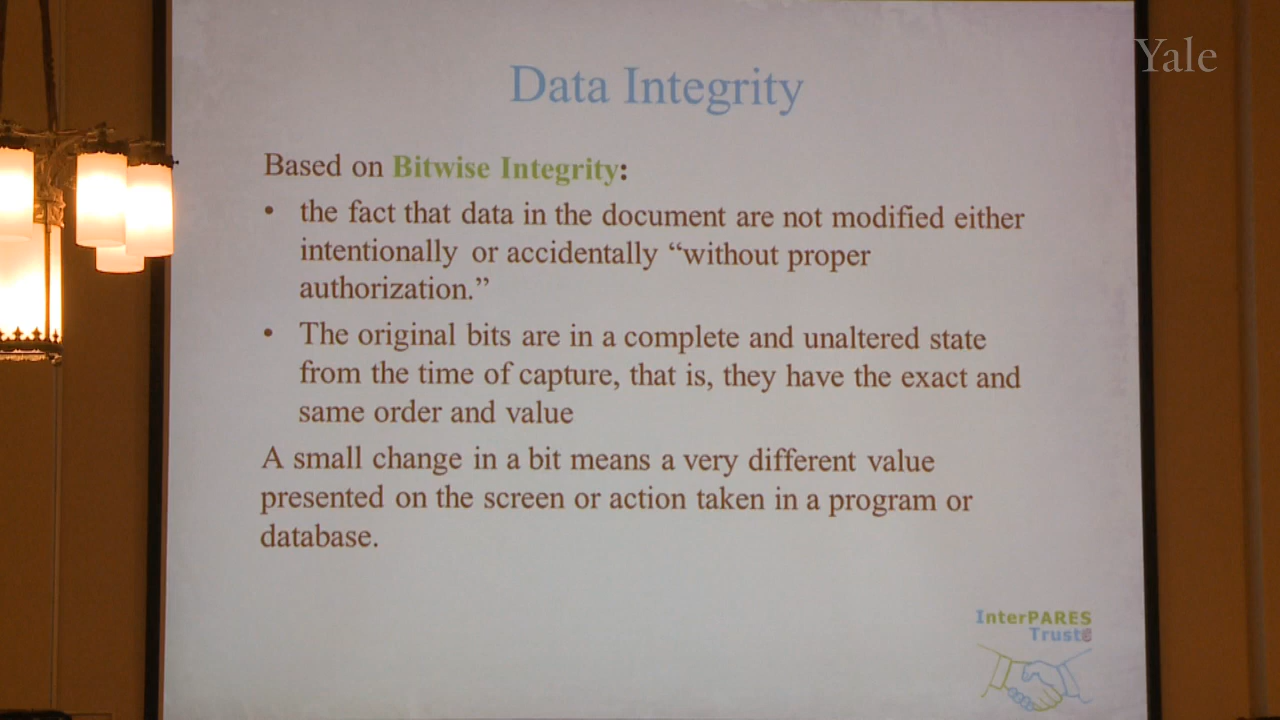 Yale
Data Integrity
Based on Bitwise Integrity:
• the fact that data in the document are not modified either
intentionally or accidentally “without proper
authorization.”
• The original bits are in a complete and unaltered state
from the time of capture, that is, they have the exact and
same order and value
A small change in a bit means a very different value
presented on the screen or action taken in a program or
database.
InterPARES
Trust